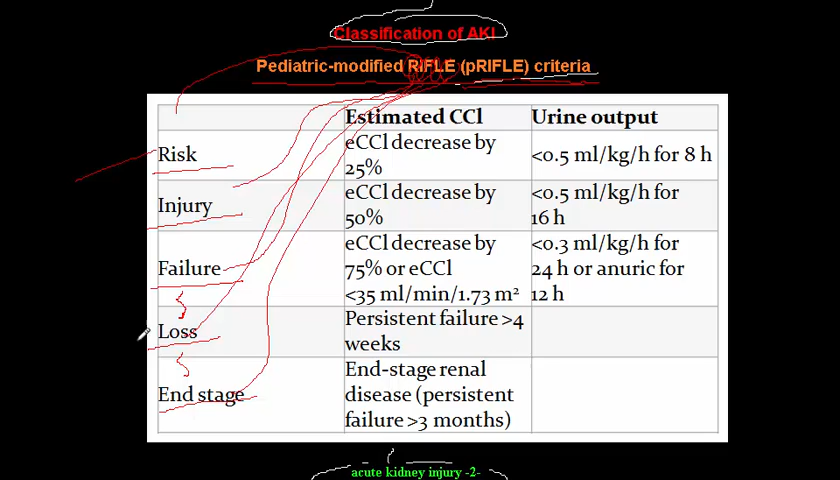 Classification of AKI
Pediatric-modified RIFLE (pRIFLE) criteria
Estimated CCl Urine output
Risk eCCl decrease by 25% <0.5 ml/kg/h for 8 h
Injury eCCl decrease by 50% <0.5 ml/kg/h for 16 h
Failure eCCl decrease by 75% or eCCl <35 ml/min/1.73 m² <0.3 ml/kg/h for 24 h or anuric for 12 h
Loss Persistent failure >4 weeks
End stage End-stage renal disease (persistent failure >3 months)
acute kidney injury -2-